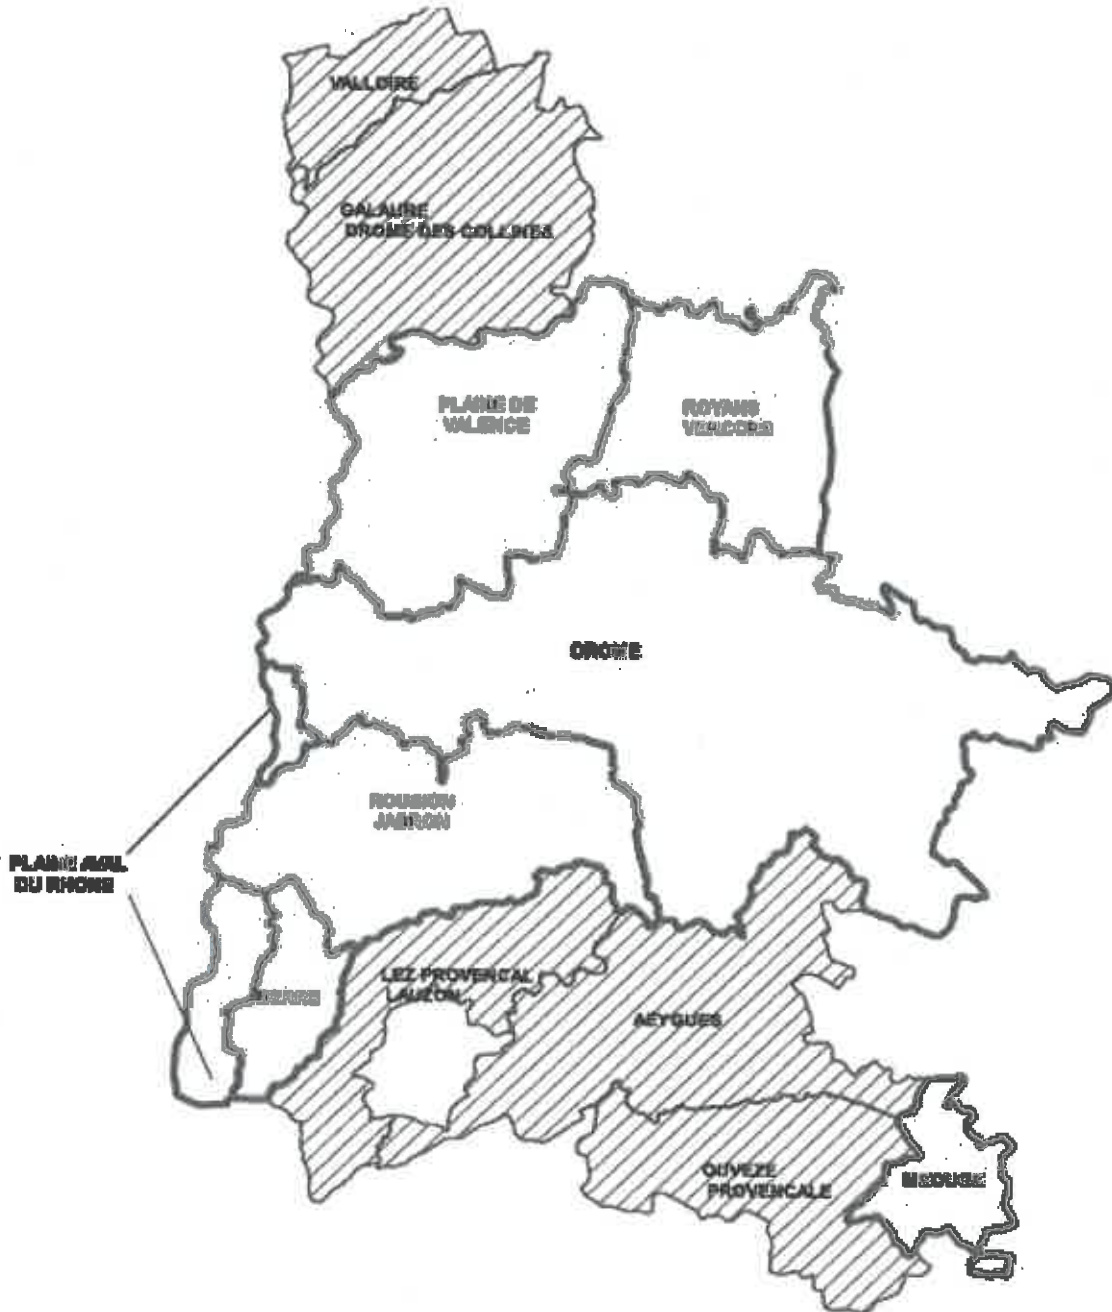 VALLOIRE
GALAURE
DROME DES COLLINES
PLAINE DE
VALENCE
ROYANS
VERCORS
DROME
ROUBION
JABRON
PLAINE AVAL
DU RHONE
BERRE
LEZ PROVENCAL
LAUZON
AEYGUES
OUVEZE
PROVENCALE
MEOUGE